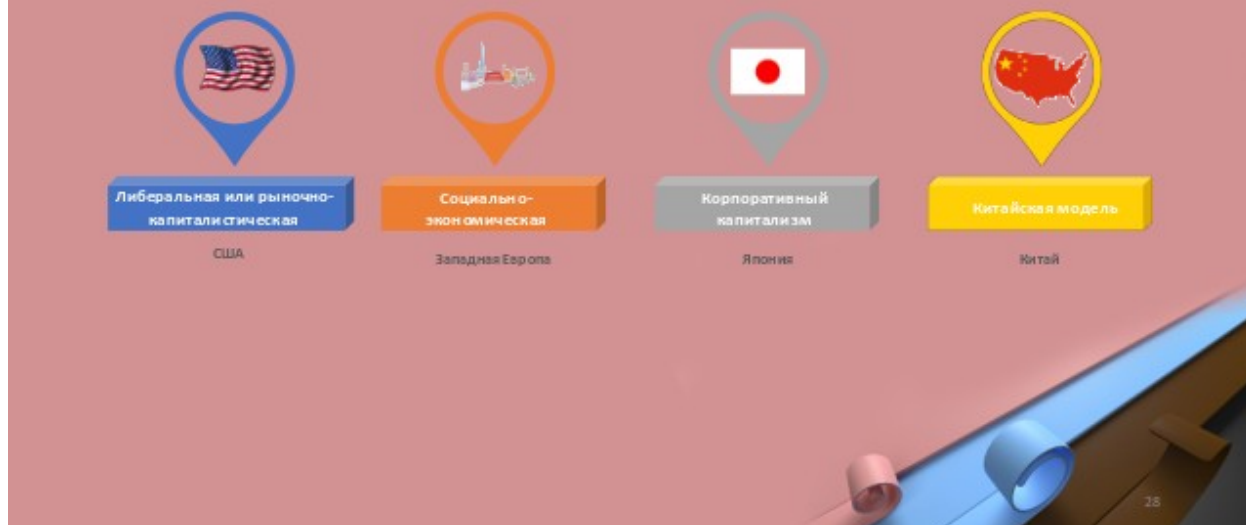 Либеральная или рыночно-
капиталистическая
США
Социально-
экономическая
Западная Европа
Корпоративный
капитализм
Япония
Китайская модель
Китай
28